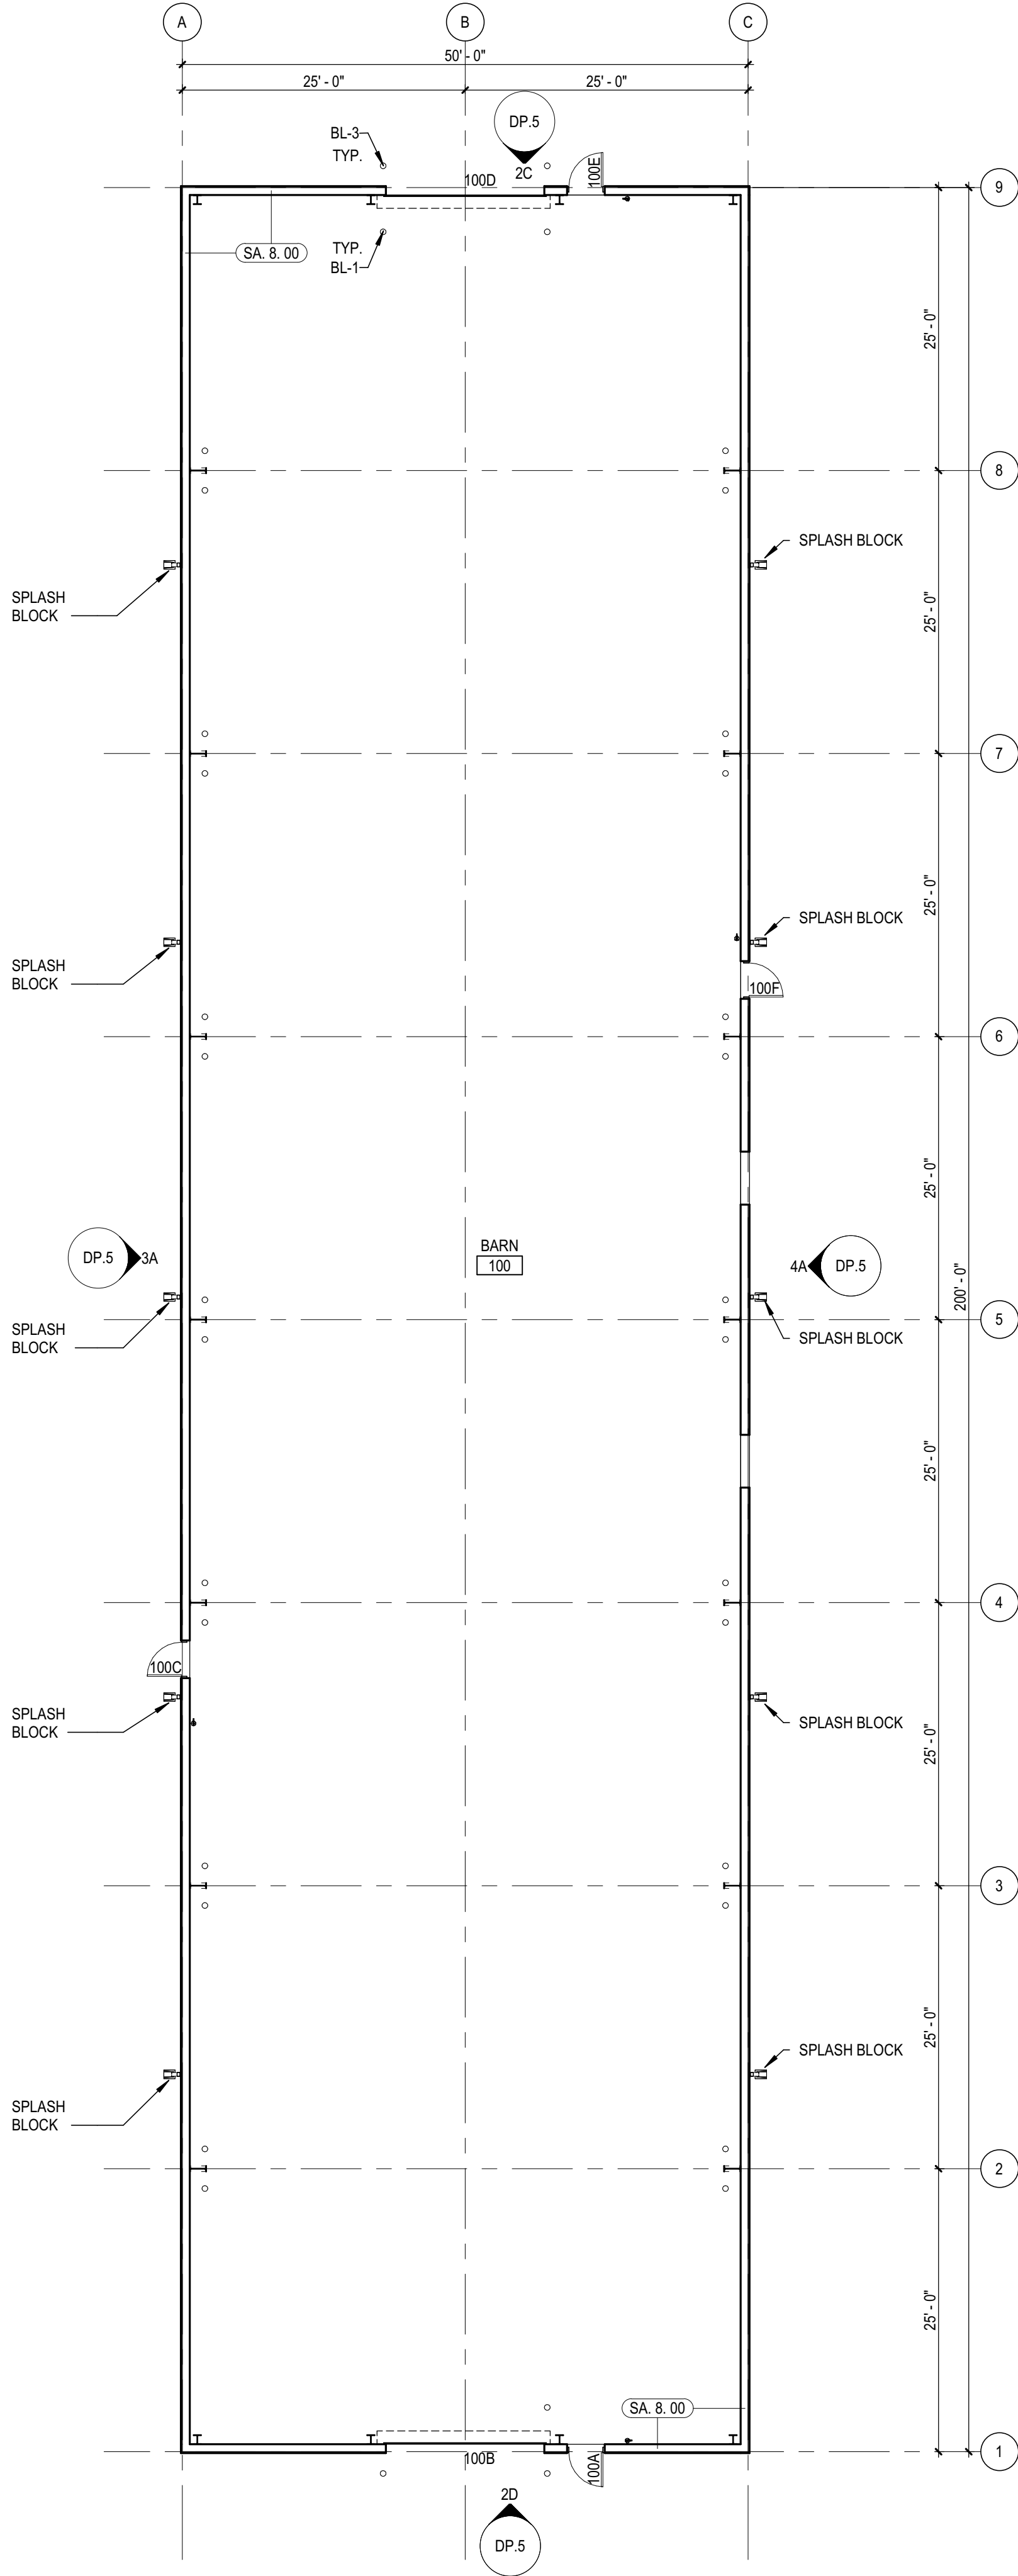 A
B
C
50' - 0"
25' - 0"
25' - 0"
DP.5
2C
BL-3
TYP.
100D
100E
9
SA. 8. 00
TYP.
BL-1
25' - 0"
8
SPLASH BLOCK
SPLASH
BLOCK
25' - 0"
7
25' - 0"
SPLASH BLOCK
SPLASH
BLOCK
100F
6
25' - 0"
BARN
100
DP.5
3A
4A
DP.5
200' - 0"
5
SPLASH
BLOCK
SPLASH BLOCK
25' - 0"
4
100C
SPLASH
BLOCK
SPLASH BLOCK
25' - 0"
3
25' - 0"
SPLASH BLOCK
SPLASH
BLOCK
2
25' - 0"
SA. 8. 00
1
100B
100A
2D
DP.5